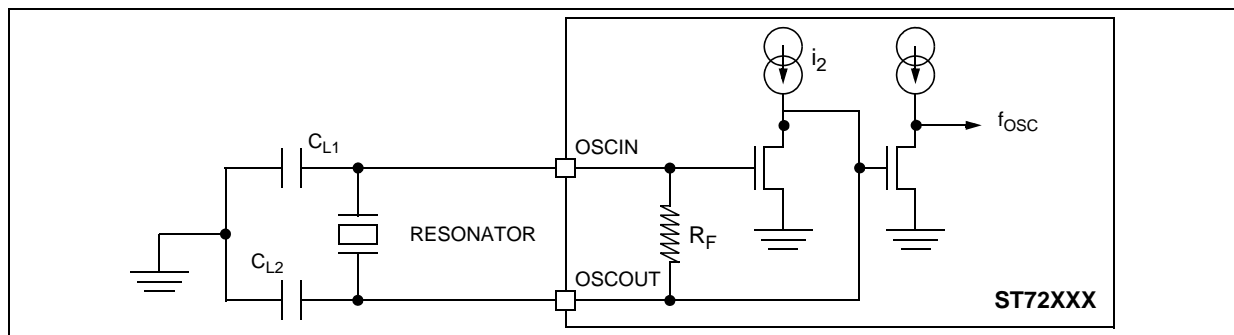 i2
fOSC
CL1
OSCIN
RESONATOR
RF
CL2
OSCOUT
ST72XXX